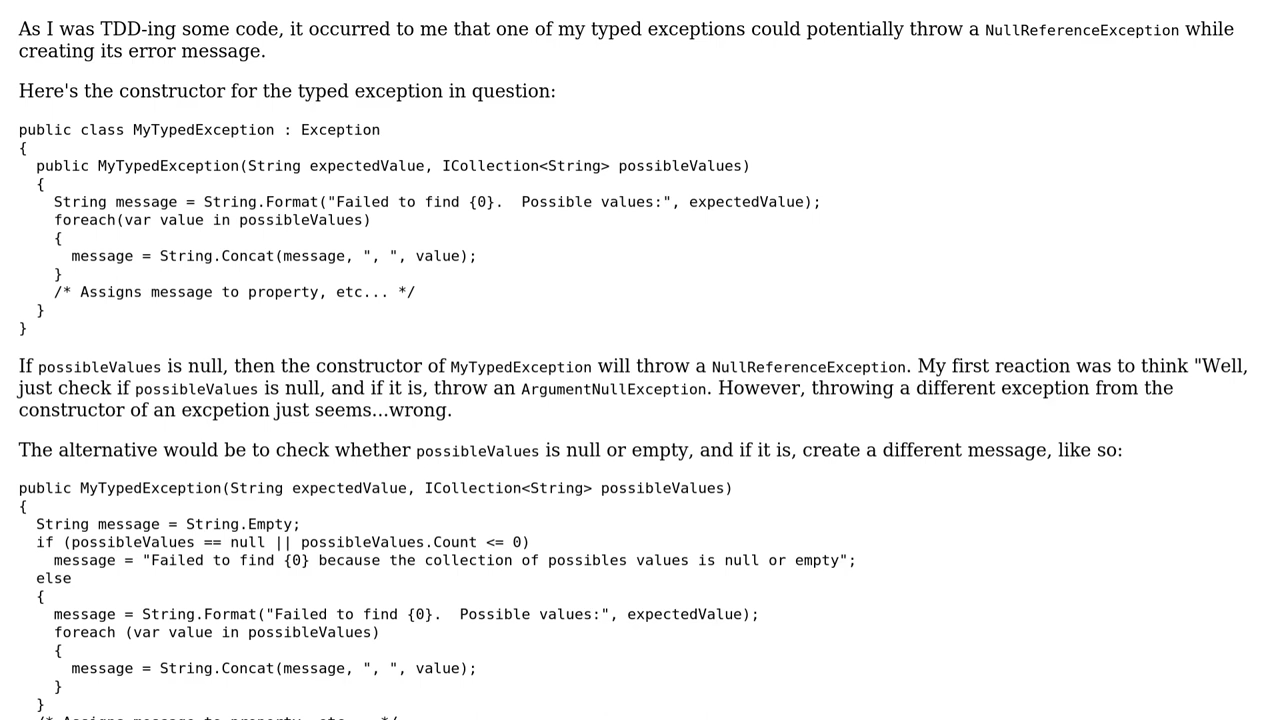 As I was TDD-ing some code, it occurred to me that one of my typed exceptions could potentially throw a NullReferenceException while
creating its error message.
Here's the constructor for the typed exception in question:
public class MyTypedException : Exception
{
  public MyTypedException(String expectedValue, ICollection<String> possibleValues)
  {
    String message = String.Format("Failed to find {0}.  Possible values:", expectedValue);
    foreach(var value in possibleValues)
    {
      message = String.Concat(message, ", ", value);
    }
    /* Assigns message to property, etc... */
  }
}
If possibleValues is null, then the constructor of MyTypedException will throw a NullReferenceException. My first reaction was to think "Well,
just check if possibleValues is null, and if it is, throw an ArgumentNullException. However, throwing a different exception from the
constructor of an excpetion just seems...wrong.
The alternative would be to check whether possibleValues is null or empty, and if it is, create a different message, like so:
public MyTypedException(String expectedValue, ICollection<String> possibleValues)
{
  String message = String.Empty;
  if (possibleValues == null || possibleValues.Count <= 0)
    message = "Failed to find {0} because the collection of possibles values is null or empty";
  else
  {
    message = String.Format("Failed to find {0}.  Possible values:", expectedValue);
    foreach (var value in possibleValues)
    {
      message = String.Concat(message, ", ", value);
    }
  }
  /* Assigns message to property, etc... */